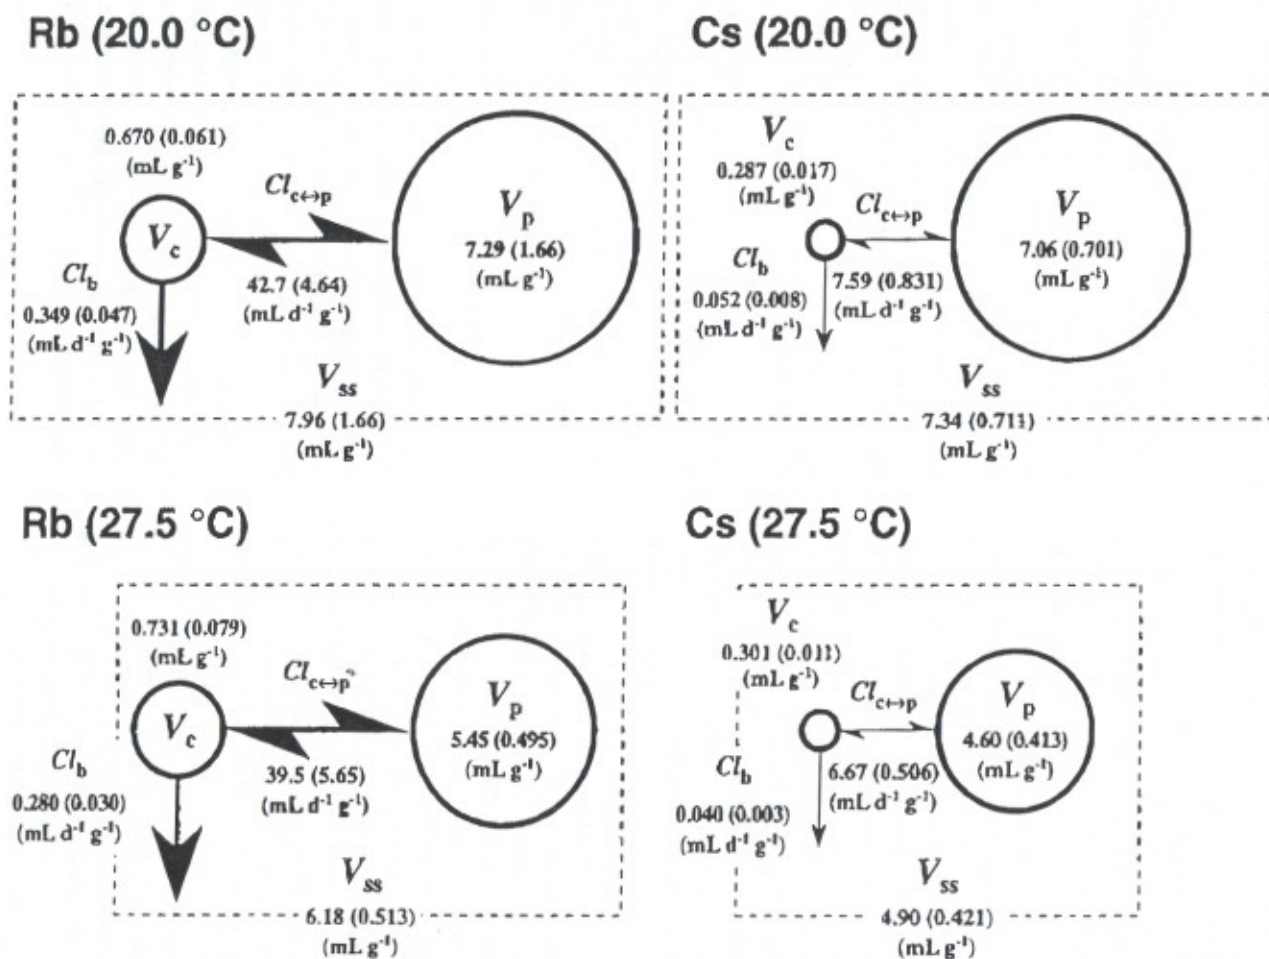 Rb (20.0 °C)
0.670 (0.061)
(mL g⁻¹)
Cl c↔p
V c
V p
7.29 (1.66)
(mL g⁻¹)
Cl b
0.349 (0.047)
(mL d⁻¹ g⁻¹)
42.7 (4.64)
(mL d⁻¹ g⁻¹)
V ss
7.96 (1.66)
(mL g⁻¹)
Cs (20.0 °C)
V c
0.287 (0.017)
(mL g⁻¹)
Cl c↔p
V p
7.06 (0.701)
(mL g⁻¹)
Cl b
0.052 (0.008)
(mL d⁻¹ g⁻¹)
7.59 (0.831)
(mL d⁻¹ g⁻¹)
V ss
7.34 (0.711)
(mL g⁻¹)
Rb (27.5 °C)
0.731 (0.079)
(mL g⁻¹)
Cl c↔p
V c
V p
5.45 (0.495)
(mL g⁻¹)
Cl b
0.280 (0.030)
(mL d⁻¹ g⁻¹)
39.5 (5.65)
(mL d⁻¹ g⁻¹)
V ss
6.18 (0.513)
(mL g⁻¹)
Cs (27.5 °C)
V c
0.301 (0.011)
(mL g⁻¹)
Cl c↔p
V p
4.60 (0.413)
(mL g⁻¹)
Cl b
0.040 (0.003)
(mL d⁻¹ g⁻¹)
6.67 (0.506)
(mL d⁻¹ g⁻¹)
V ss
4.90 (0.421)
(mL g⁻¹)